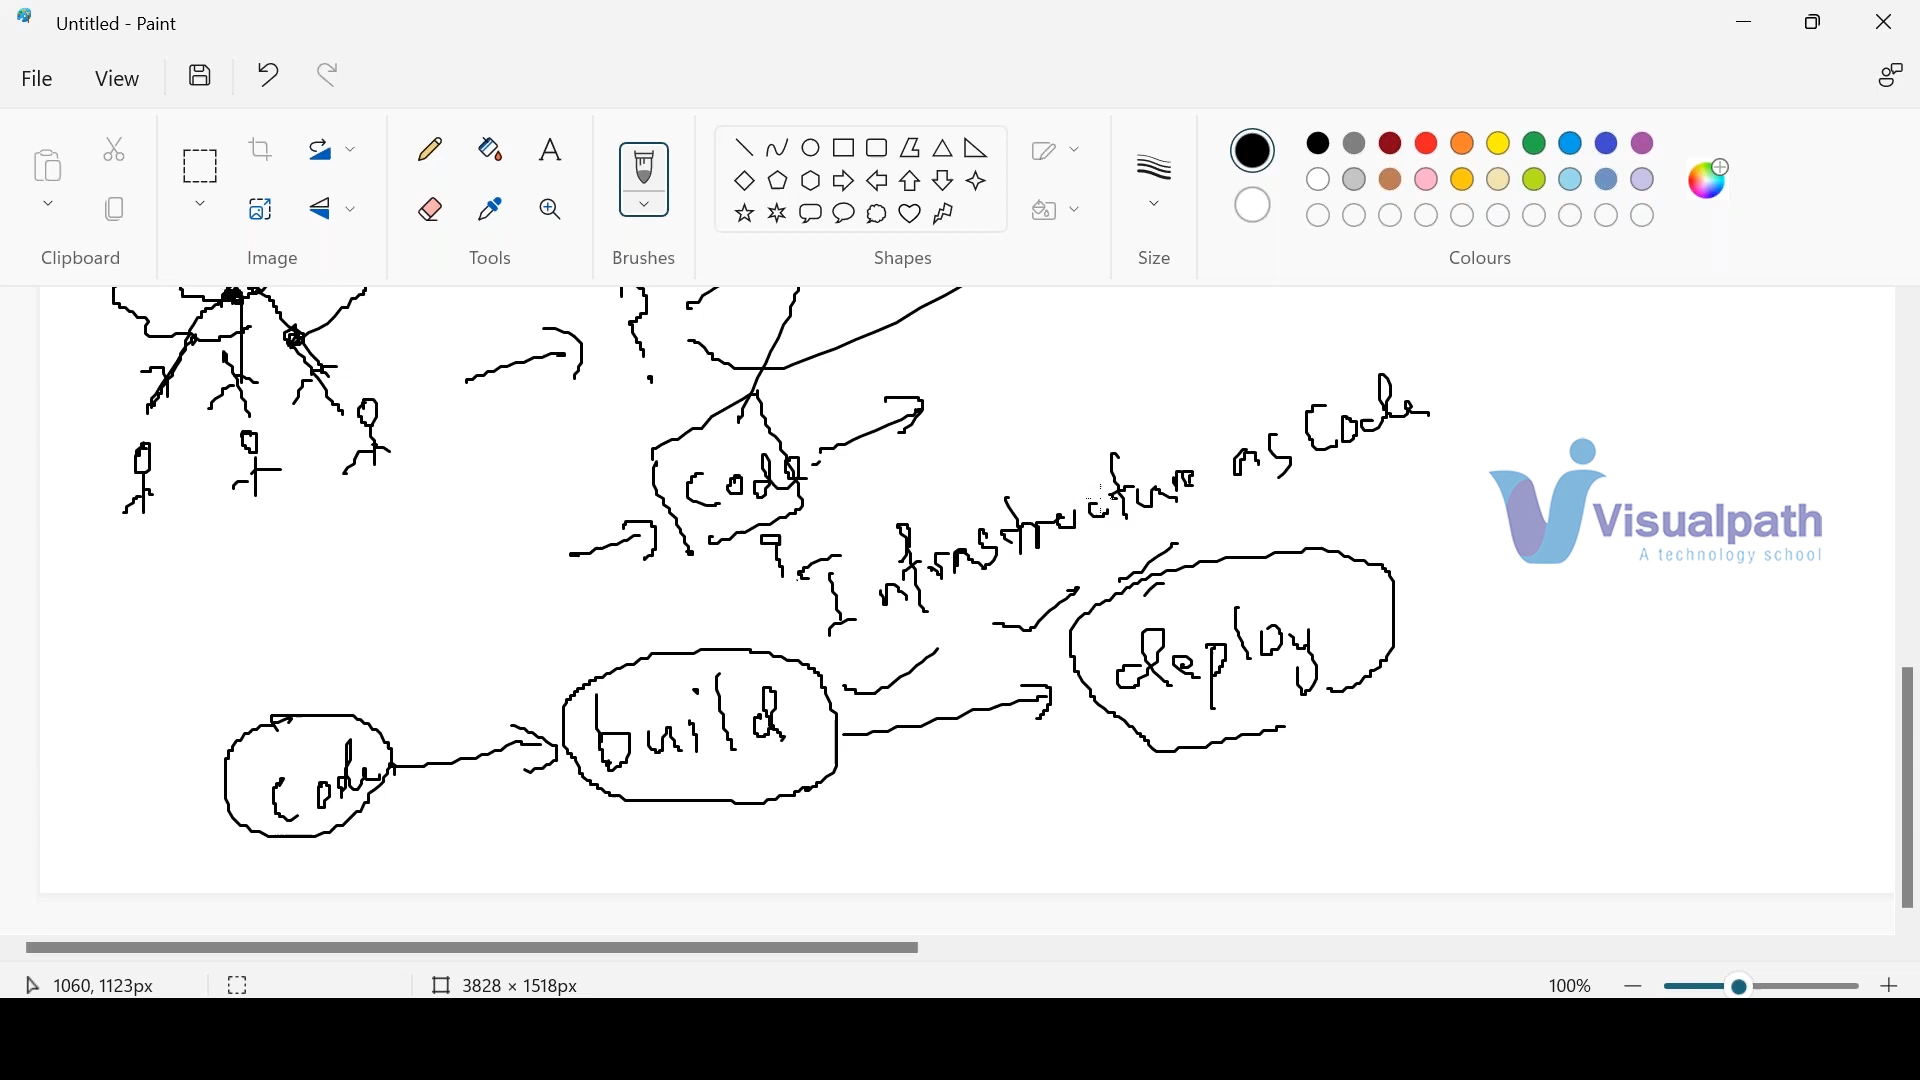 Untitled - Paint
File View
Clipboard
Image
Tools
Brushes
Shapes
Size
Colours
Code
as Code
Visualpath
A technology school
Code
build
deploy
1060, 1123px
3828 × 1518px
100%